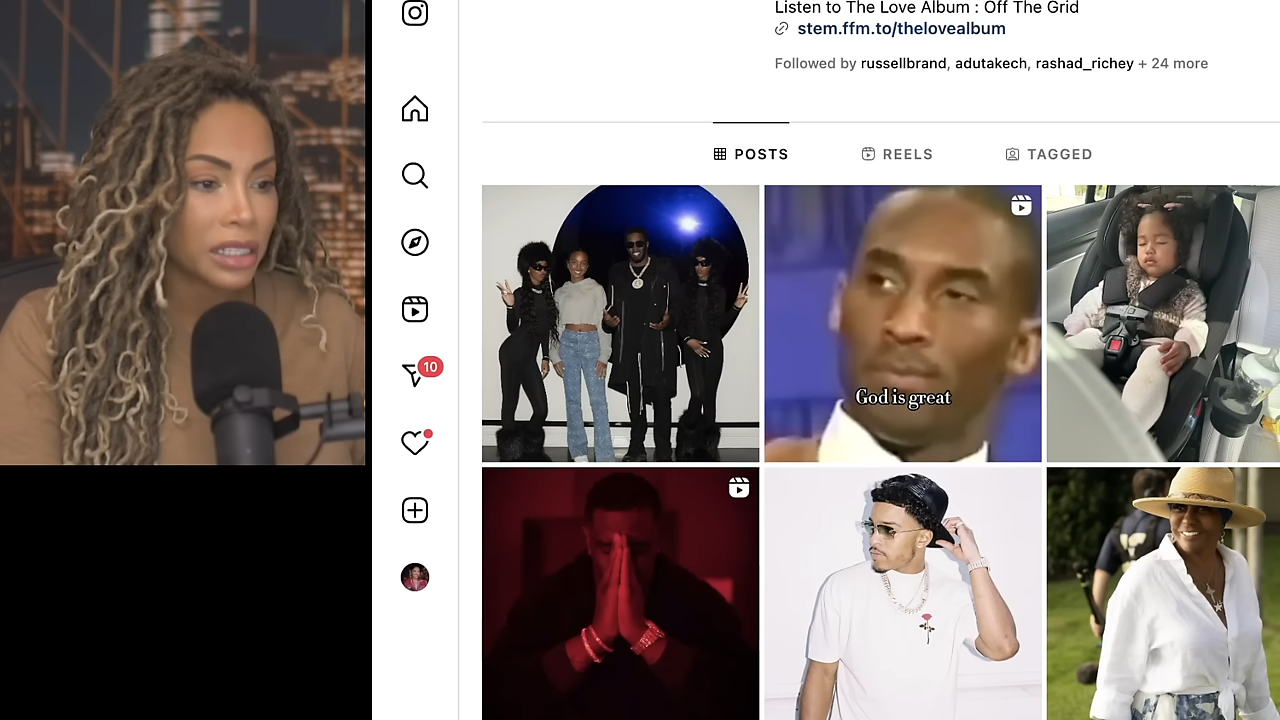 Listen to The Love Album : Off The Grid
stem.ffm.to/thelovealbum
Followed by russellbrand, adutakech, rashad_richey + 24 more
POSTS
REELS
TAGGED
10
God is great